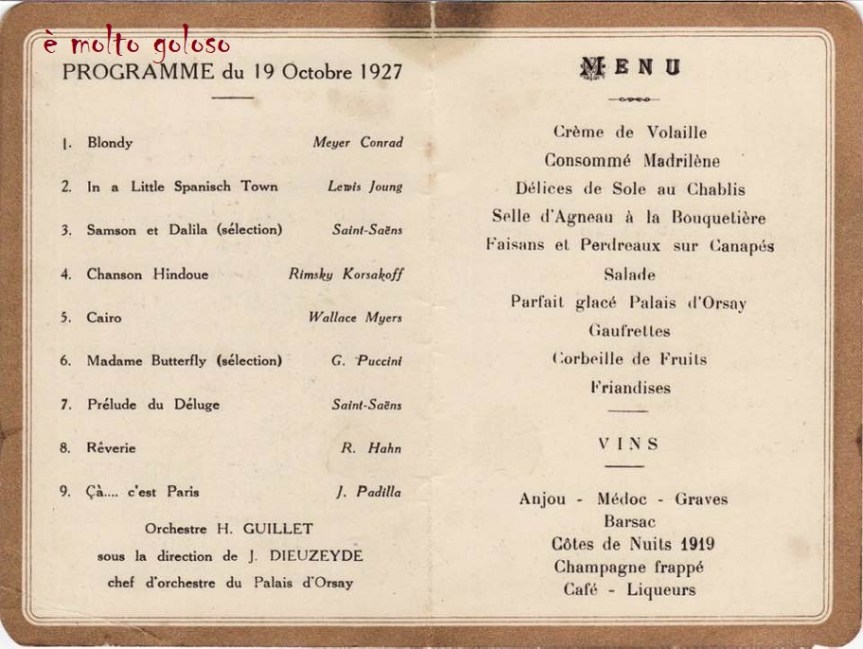 è molto goloso
PROGRAMME du 19 Octobre 1927
1. Blondy Meyer Conrad
2. In a Little Spanisch Town Lewis Joung
3. Samson et Dalila (sélection) Saint-Saëns
4. Chanson Hindoue Rimsky Korsakoff
5. Cairo Wallace Myers
6. Madame Butterfly (sélection) G. Puccini
7. Prélude du Déluge Saint-Saëns
8. Rêverie R. Hahn
9. Çà.... c'est Paris J. Padilla
Orchestre H. GUILLET
sous la direction de J. DIEUZEYDE
chef d'orchestre du Palais d'Orsay
MENU
Crème de Volaille
Consommé Madrilène
Délices de Sole au Chablis
Selle d'Agneau à la Bouquetière
Faisans et Perdreaux sur Canapés
Salade
Parfait glacé Palais d'Orsay
Gaufrettes
Corbeille de Fruits
Friandises
VINS
Anjou - Médoc - Graves
Barsac
Côtes de Nuits 1919
Champagne frappé
Café - Liqueurs